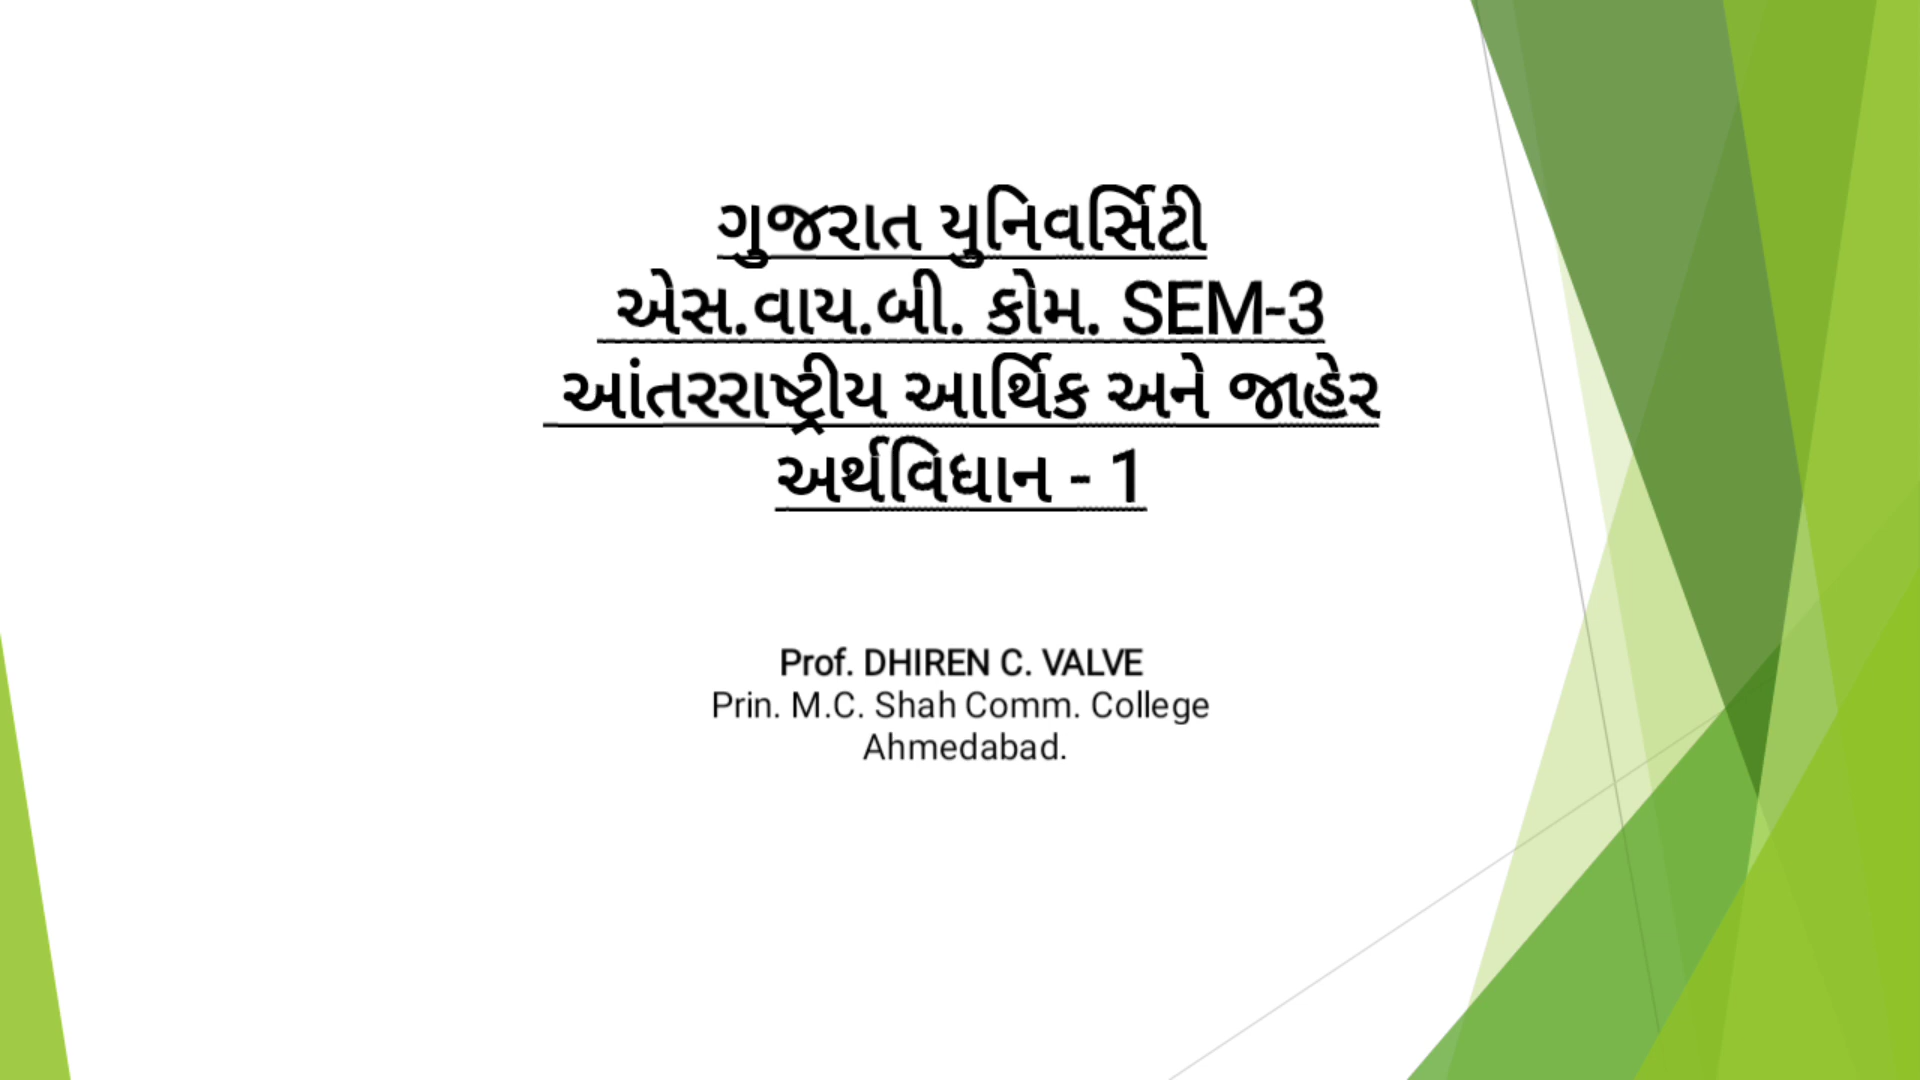 ગુજરાત યુનિવર્સિટી
એસ.વાય.બી. કોમ. SEM-3
આંતરરાષ્ટ્રીય આર્થિક અને જાહેર
અર્થવિધાન - 1
Prof. DHIREN C. VALVE
Prin. M.C. Shah Comm. College
Ahmedabad.